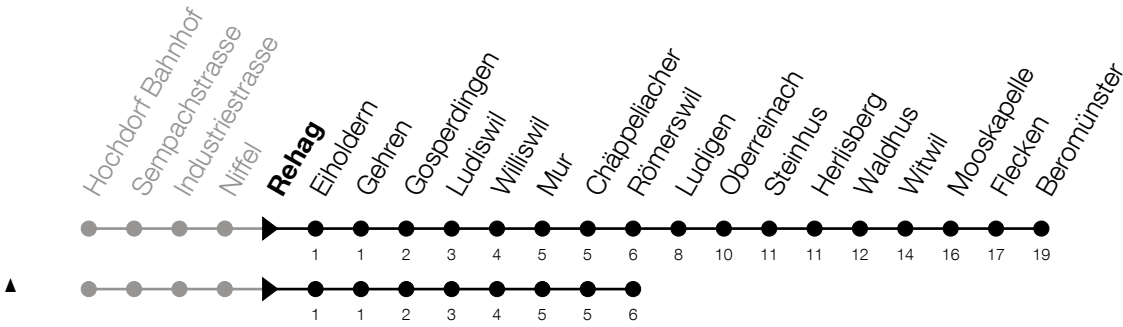 Hochdorf Bahnhof
Sempachstrasse
Industriestrasse
Niffel
Rehag
Eiholdern
Gehren
Gosperdingen
Ludiswil
Williswil
Mur
Chäppeliacher
Römerswil
Ludigen
Oberreinach
Steinhus
Herlisberg
Waldhus
Witwil
Mooskapelle
Flecken
Beromünster
1 1 2 3 4 5 5 6 8 10 11 11 12 14 16 17 19
1 1 2 3 4 5 5 6